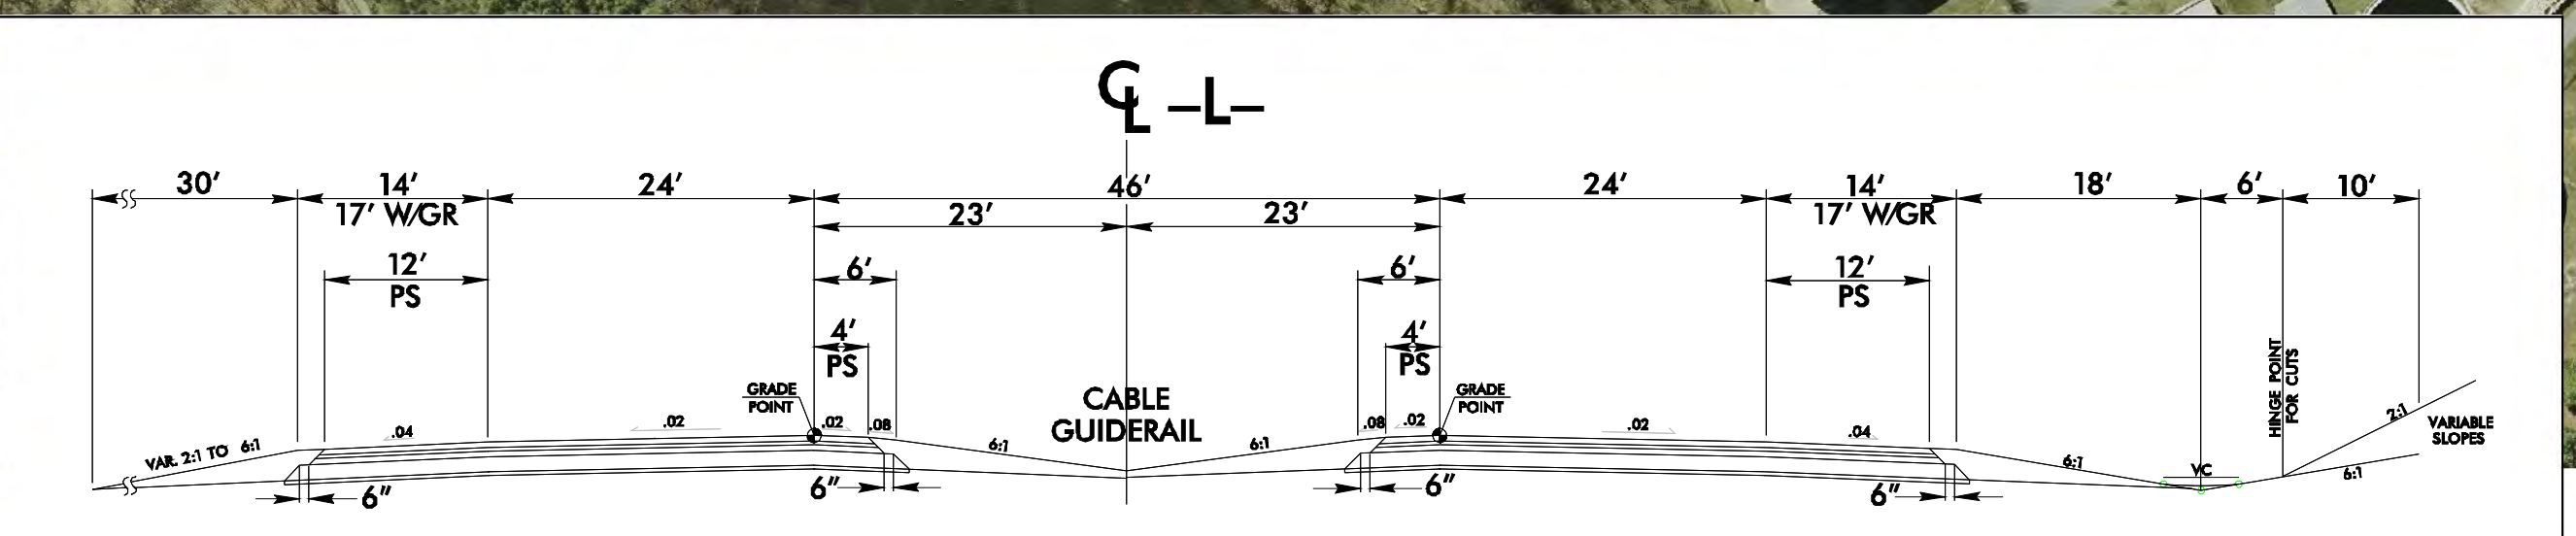 ℄ -L-
30' 14' 24' 46' 24' 14' 18' 6' 10'
17' W/GR 23' 23' 17' W/GR
12' 6' 6' 12'
PS PS
4' 4'
PS PS
HINGE POINT
FOR CUTS
GRADE
POINT
CABLE
GUIDERAIL
GRADE
POINT
VAR. 2:1 TO 6:1
.04 .02 .02 .08 6:1 6:1 .08 .02 .02 .04 6:1
VC
2:1
6:1
VARIABLE
SLOPES
6" 6" 6" 6"